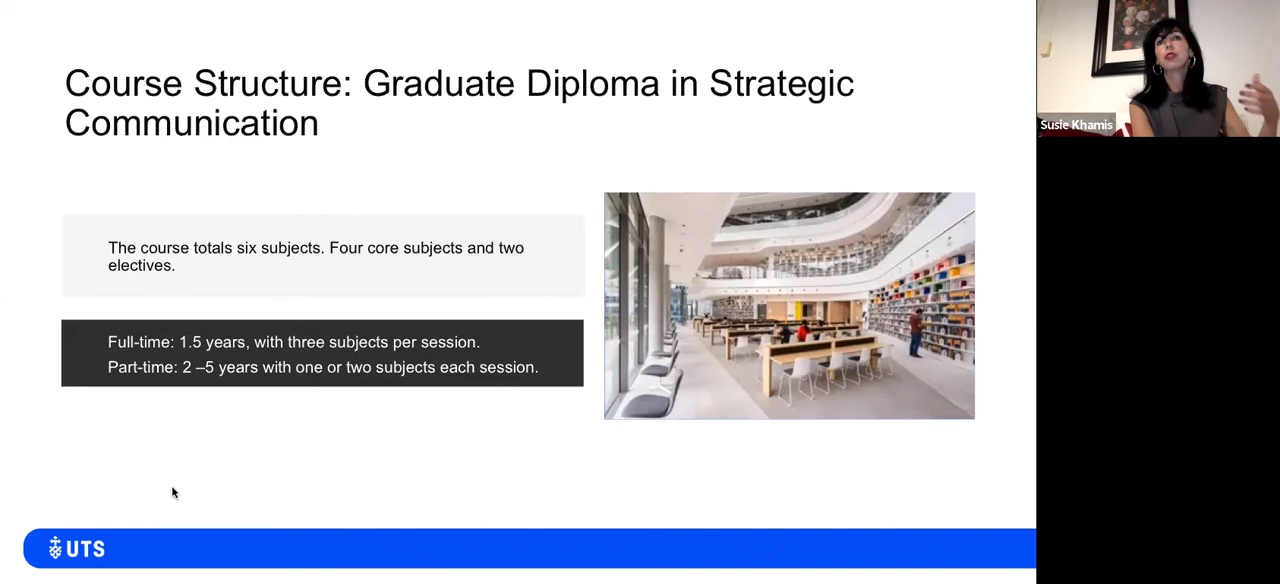 Course Structure: Graduate Diploma in Strategic
Communication
The course totals six subjects. Four core subjects and two
electives.
Full-time: 1.5 years, with three subjects per session.
Part-time: 2 –5 years with one or two subjects each session.
UTS
Susie Khamis